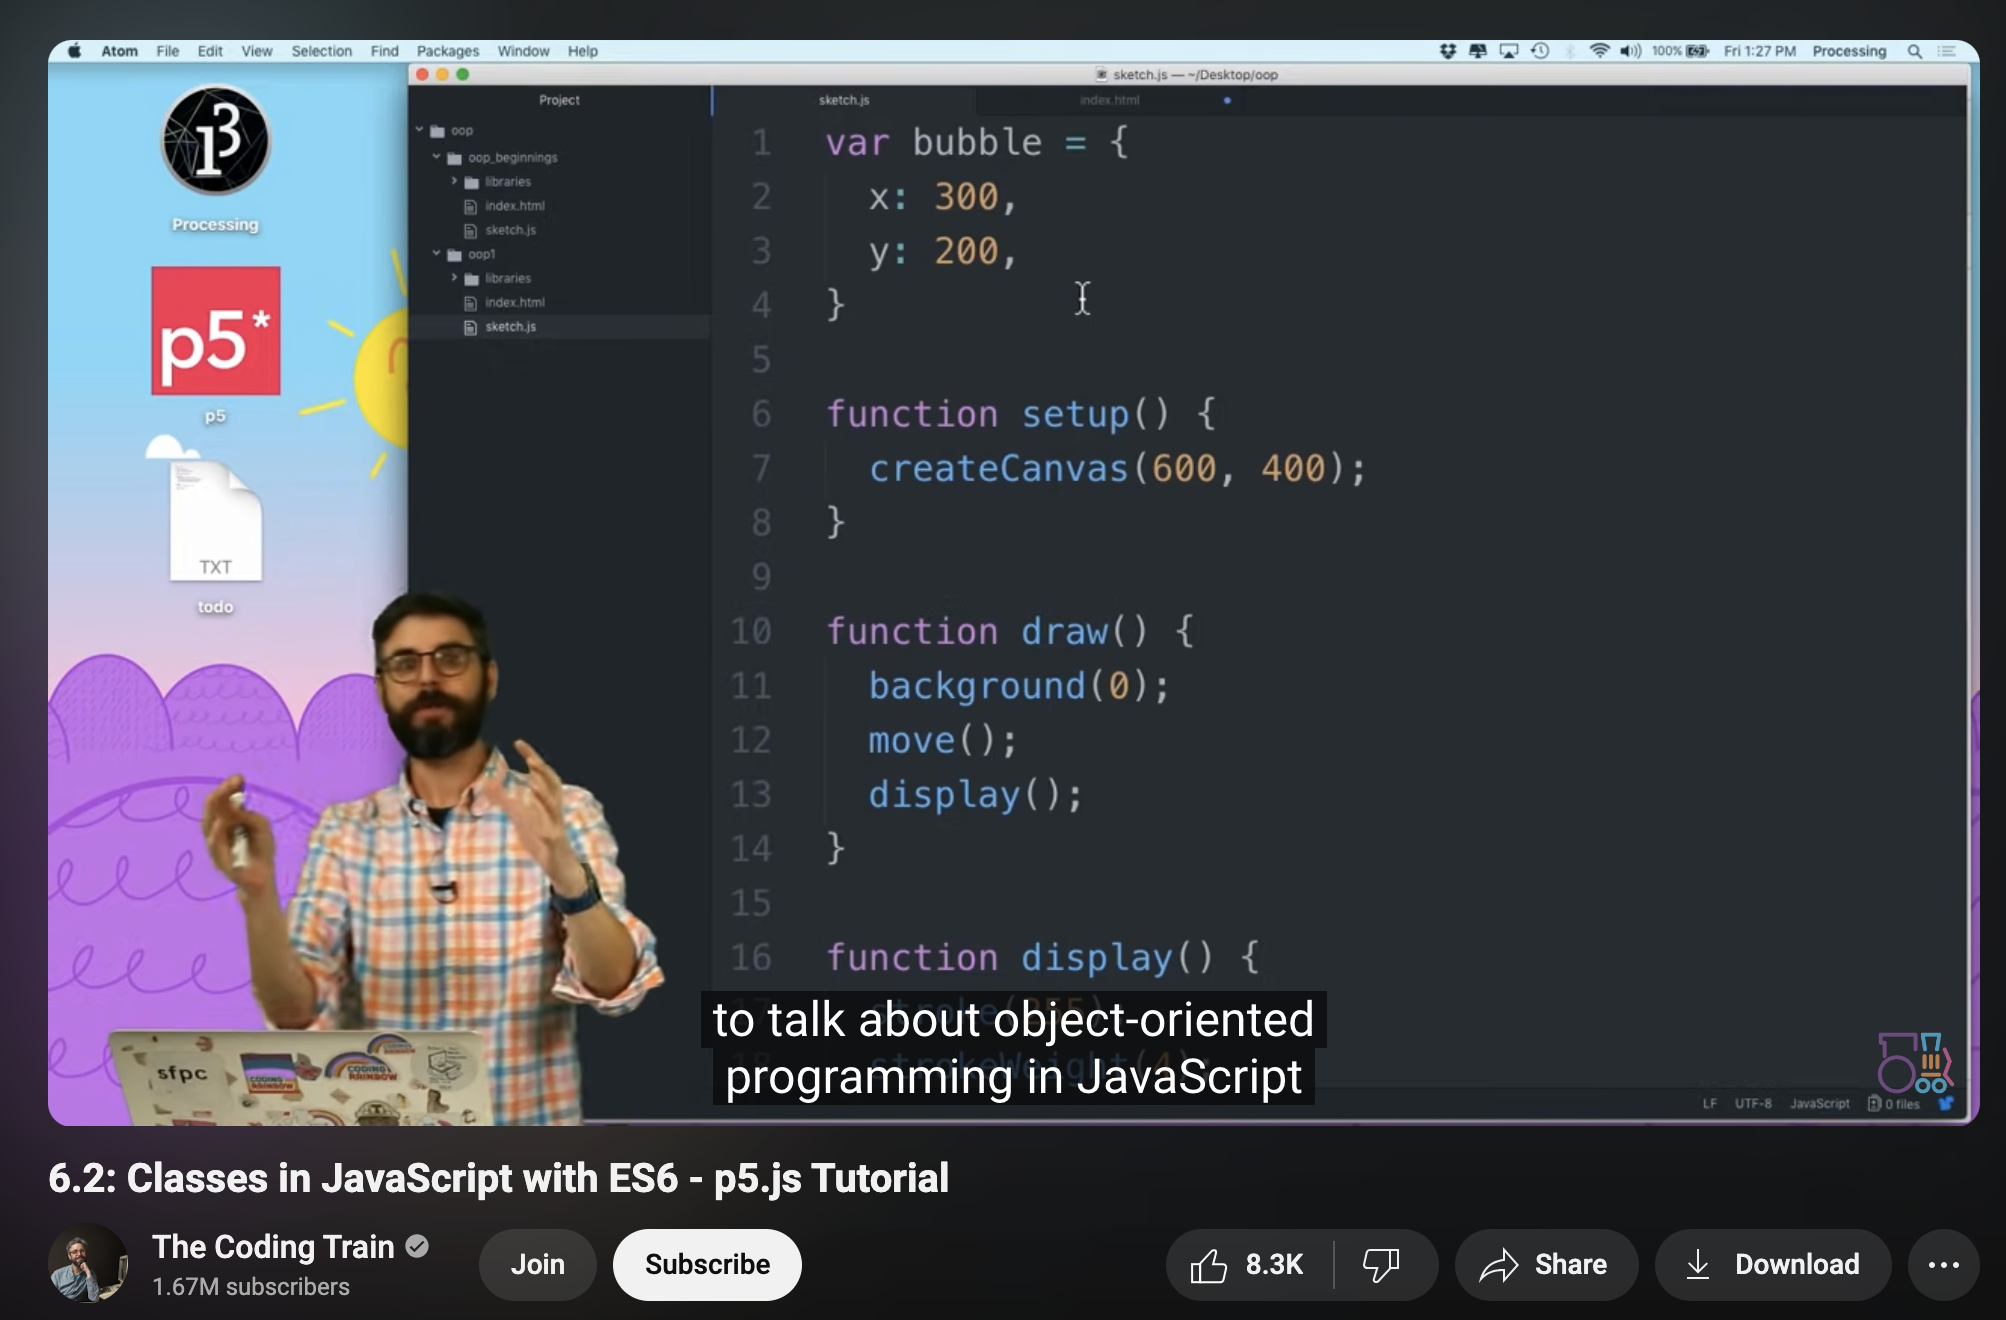 Atom File Edit View Selection Find Packages Window Help 100% Fri 1:27 PM Processing
sketch.js — ~/Desktop/oop
Project
oop
oop_beginnings
libraries
index.html
sketch.js
oop1
libraries
index.html
sketch.js
Processing
p5*
p5
TXT
todo
sketch.js index.html
1 var bubble = {
2 x: 300,
3 y: 200,
4 }
5
6 function setup() {
7 createCanvas(600, 400);
8 }
9
10 function draw() {
11 background(0);
12 move();
13 display();
14 }
15
16 function display() {
17 stroke(255);
18 strokeWeight(4);
to talk about object-oriented
programming in JavaScript
sfpc
CODING
RAINBOW
CODING
RAINBOW
LF UTF-8 JavaScript 0 files
6.2: Classes in JavaScript with ES6 - p5.js Tutorial
The Coding Train
1.67M subscribers
Join
Subscribe
8.3K
Share
Download